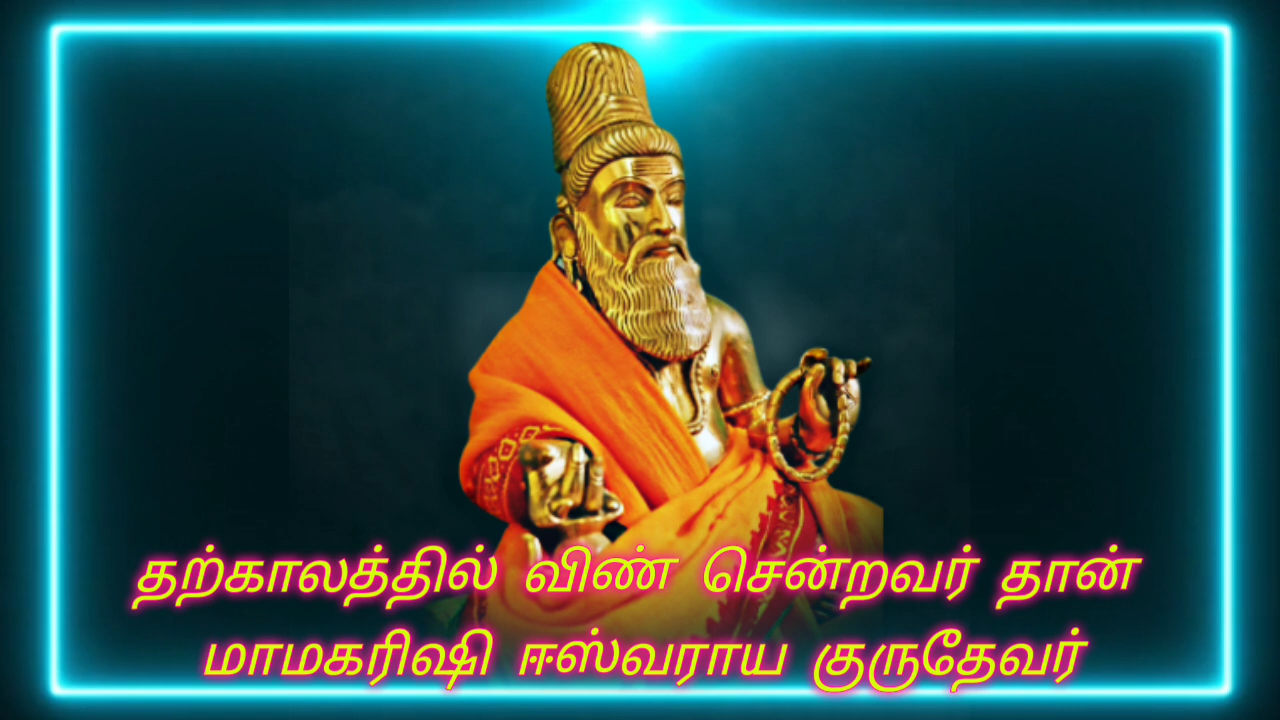 தற்காலத்தில் விண் சென்றவர் தான்
மாமகரிஷி ஈஸ்வராய குருதேவர்